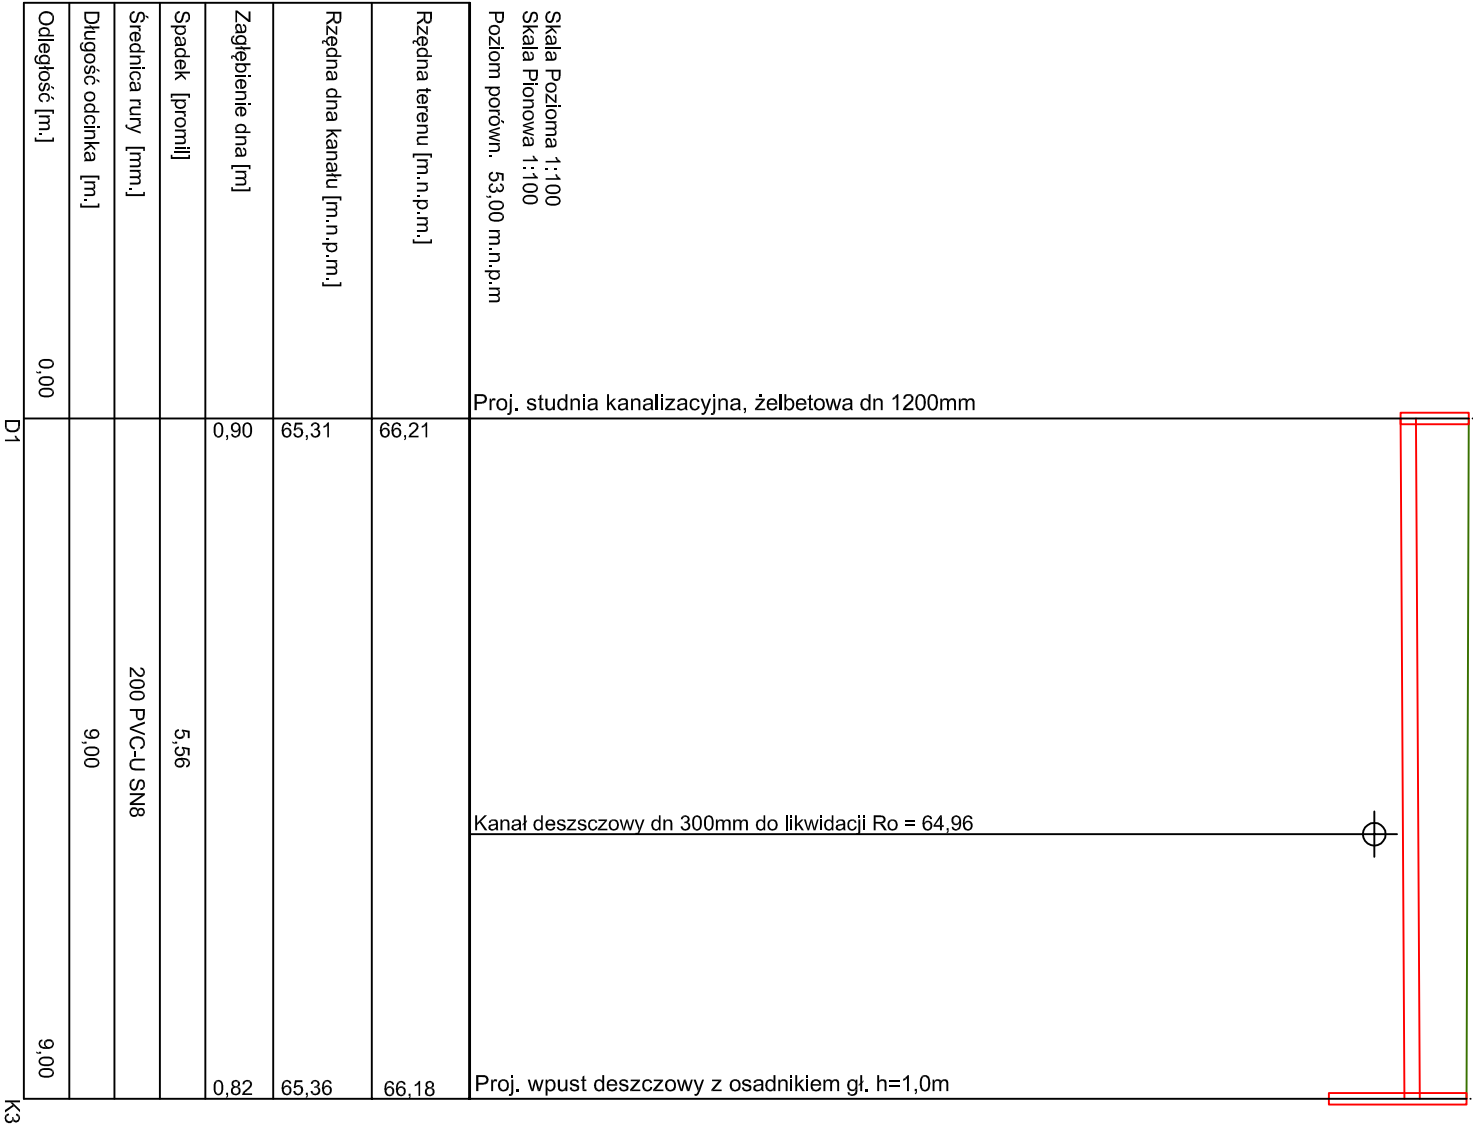 Skala Pozioma 1:100
Skala Pionowa 1:100
Poziom porówn. 53,00 m.n.p.m
Rzędna terenu [m.n.p.m.]
66,21
66,18
Rzędna dna kanału [m.n.p.m.]
65,31
65,36
Zagłębienie dna [m]
0,90
0,82
Spadek [promil]
5,56
Średnica rury [mm.]
200 PVC-U SN8
Długość odcinka [m.]
9,00
Odległość [m.]
0,00
9,00
D1
K3
Proj. studnia kanalizacyjna, żelbetowa dn 1200mm
Kanał deszsczowy dn 300mm do likwidacji Ro = 64,96
Proj. wpust deszczowy z osadnikiem gł. h=1,0m